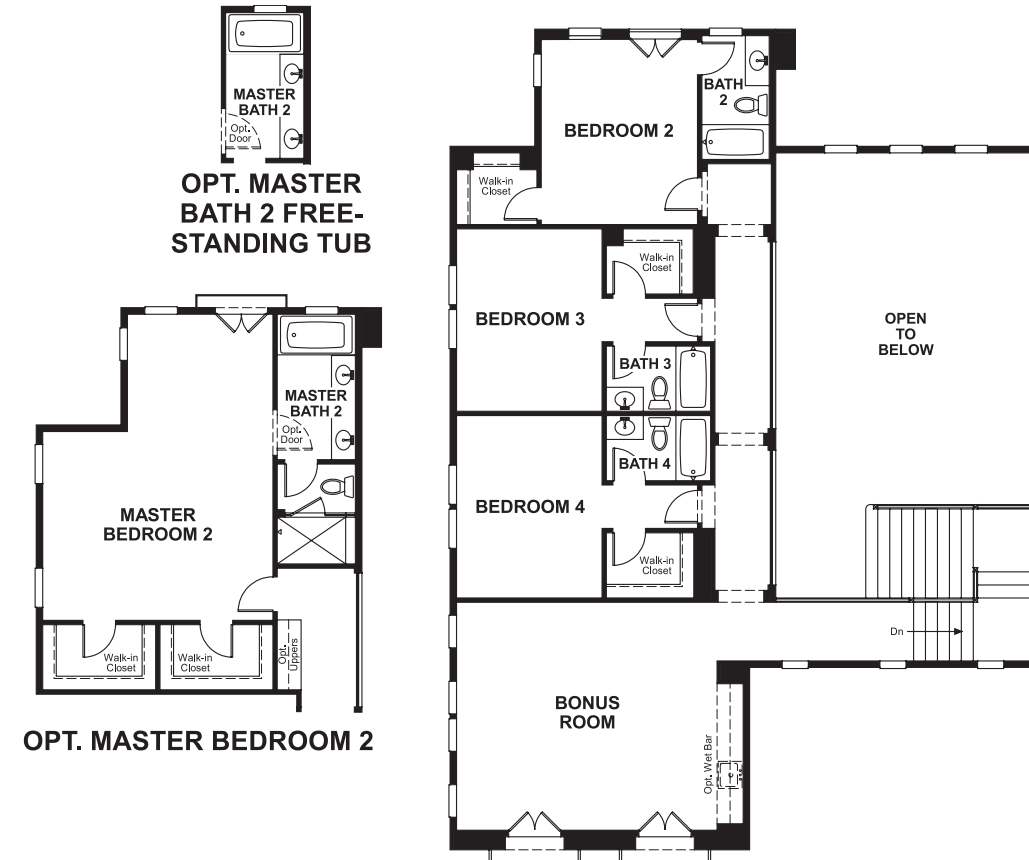 MASTER
BATH 2
Opt.
Door
OPT. MASTER
BATH 2 FREE-
STANDING TUB
MASTER
BATH 2
Opt.
Door
MASTER
BEDROOM 2
Walk-in
Closet
Walk-in
Closet
Opt.
Uppers
OPT. MASTER BEDROOM 2
BATH
2
BEDROOM 2
Walk-in
Closet
Walk-in
Closet
BEDROOM 3
OPEN
TO
BELOW
BATH 3
BATH 4
BEDROOM 4
Walk-in
Closet
Dn
BONUS
ROOM
Opt. Wet Bar